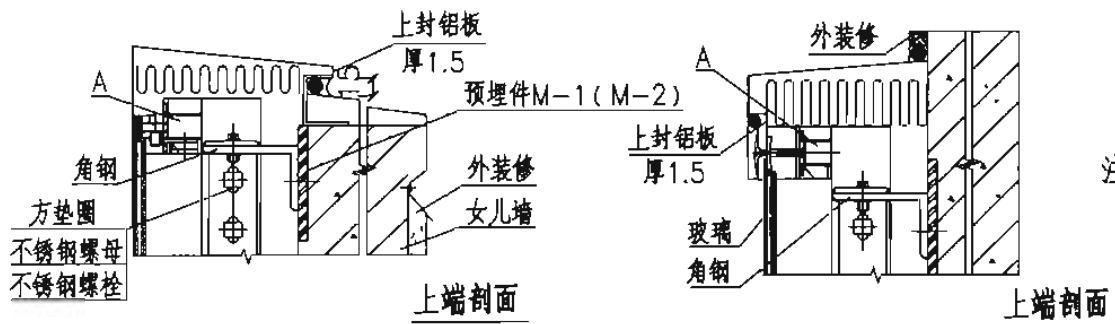 上封铝板
厚1.5
A
预埋件M-1(M-2)
角钢
外装修
方垫圈
女儿墙
不锈钢螺母
不锈钢螺栓
上端剖面
外装修
A
上封铝板
厚1.5
玻璃
角钢
上端剖面